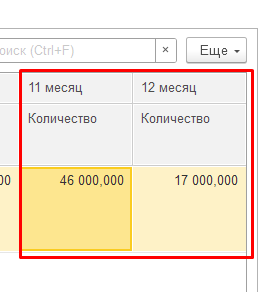 оиск (Ctrl+F)
×
Еще
11 месяц
12 месяц
Количество
Количество
00
46 000,000
17 000,000